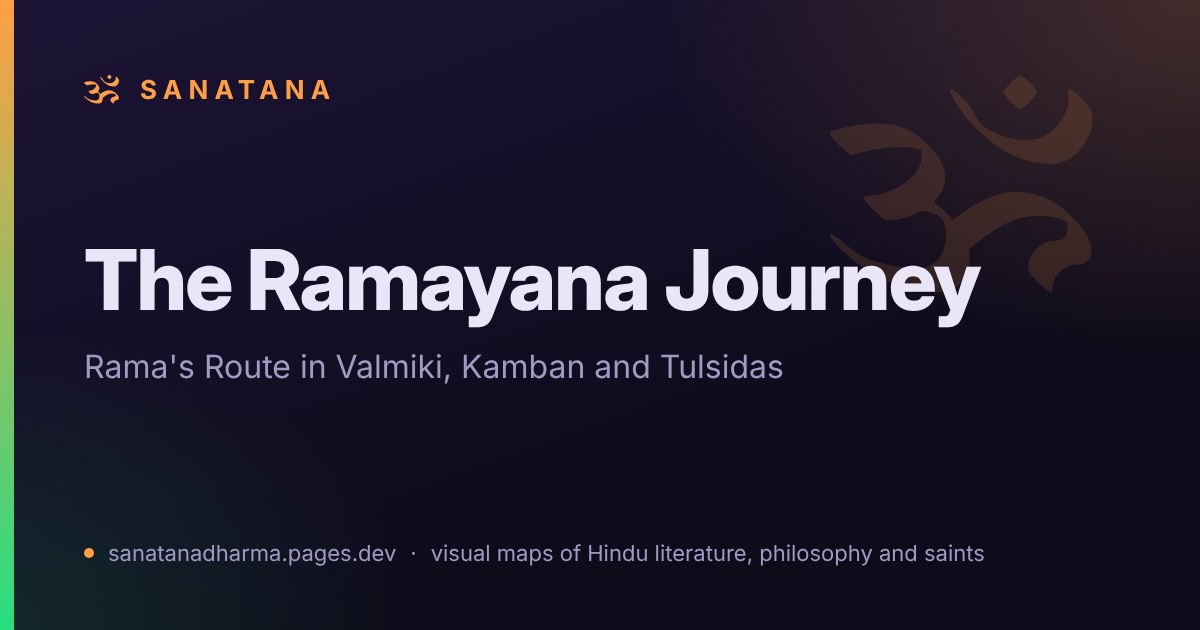 ॐ SANATANA
The Ramayana Journey
Rama's Route in Valmiki, Kamban and Tulsidas
sanatanadharma.pages.dev · visual maps of Hindu literature, philosophy and saints